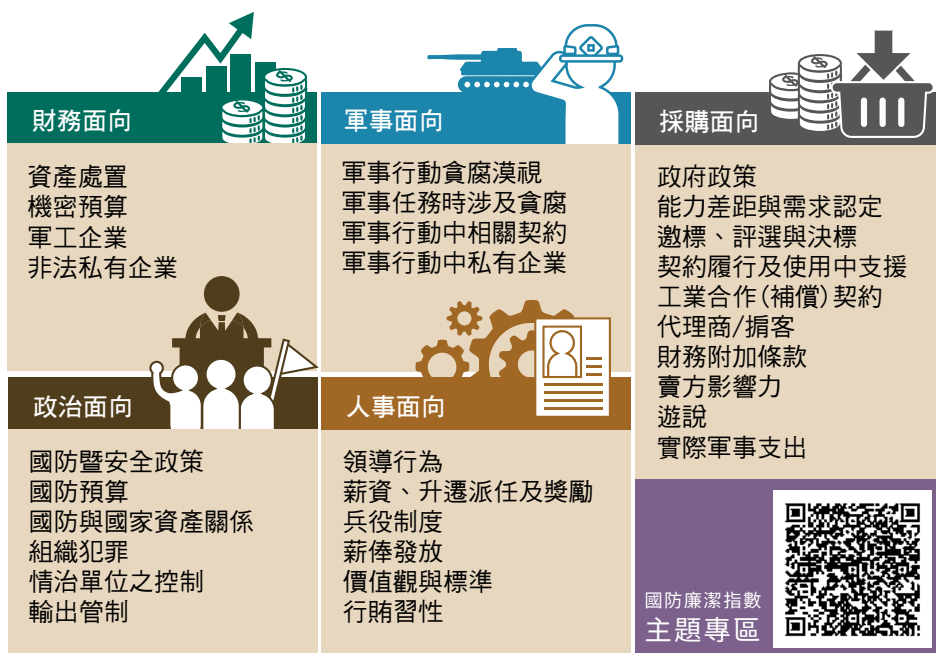 財務面向
資產處置
機密預算
軍工企業
非法私有企業
軍事面向
軍事行動貪腐漠視
軍事任務時涉及貪腐
軍事行動中相關契約
軍事行動中私有企業
採購面向
政府政策
能力差距與需求認定
邀標、評選與決標
契約履行及使用中支援
工業合作(補償)契約
代理商/掮客
財務附加條款
賣方影響力
遊說
實際軍事支出
政治面向
國防暨安全政策
國防預算
國防與國家資產關係
組織犯罪
情治單位之控制
輸出管制
人事面向
領導行為
薪資、升遷派任及獎勵
兵役制度
薪俸發放
價值觀與標準
行賄習性
國防廉潔指數
主題專區